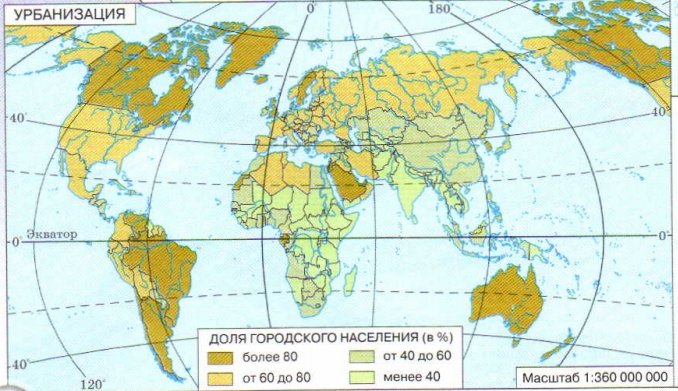 УРБАНИЗАЦИЯ
0°
180°
40°
40°
Экватор
0°
0°
ДОЛЯ ГОРОДСКОГО НАСЕЛЕНИЯ (в %)
более 80
от 40 до 60
от 60 до 80
менее 40
Масштаб 1:360 000 000
40°
120°